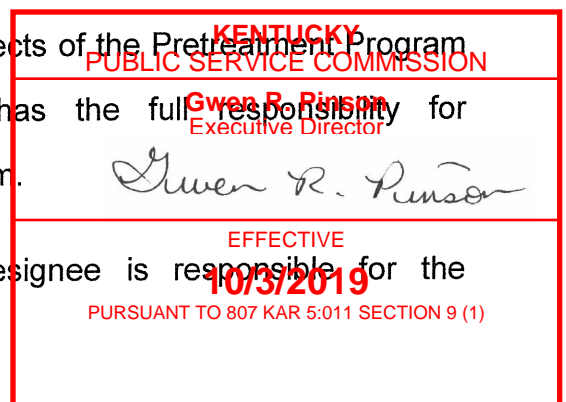 ects of the Pretreatment Program
KENTUCKY
PUBLIC SERVICE COMMISSION
has the full responsibility for
Gwen R. Pinson
Executive Director
m.
Gwen R. Pinson
EFFECTIVE
esignee is responsible for the
10/3/2019
PURSUANT TO 807 KAR 5:011 SECTION 9 (1)